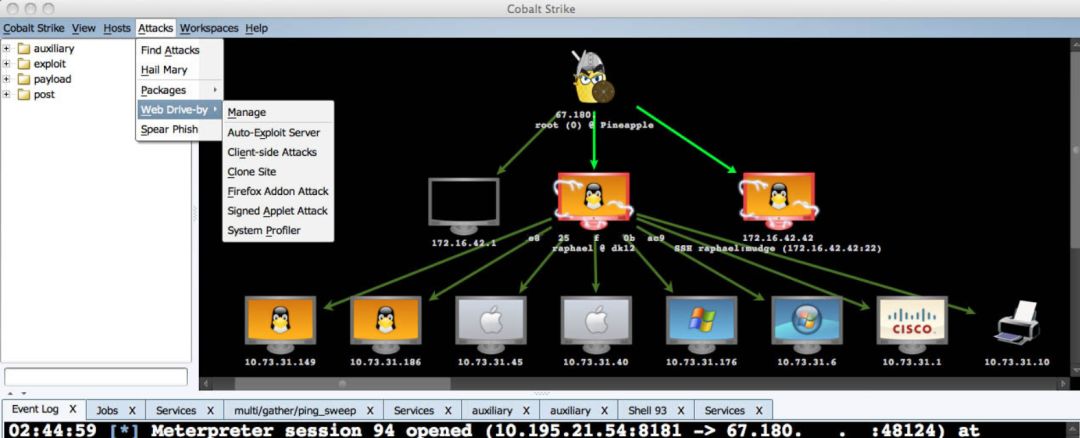 Cobalt Strike
Cobalt Strike View Hosts Attacks Workspaces Help
auxiliary
exploit
payload
post
Find Attacks
Hail Mary
Packages
Web Drive-by
Spear Phish
Manage
Auto-Exploit Server
Client-side Attacks
Clone Site
Firefox Addon Attack
Signed Applet Attack
System Profiler
67.180.
root (0) @ Pineapple
172.16.42.1
e8 25 f 0b ac9
raphael @ dk12
172.16.42.42
SSH raphael:mudge (172.16.42.42:22)
10.73.31.149
10.73.31.186
10.73.31.45
10.73.31.40
10.73.31.176
10.73.31.6
CISCO
10.73.31.1
10.73.31.10
Event Log X Jobs X Services X multi/gather/ping_sweep X Services X auxiliary X auxiliary X Shell 93 X Services X
02:44:59 [*] Meterpreter session 94 opened (10.195.21.54:8181 -> 67.180. . :48124) at